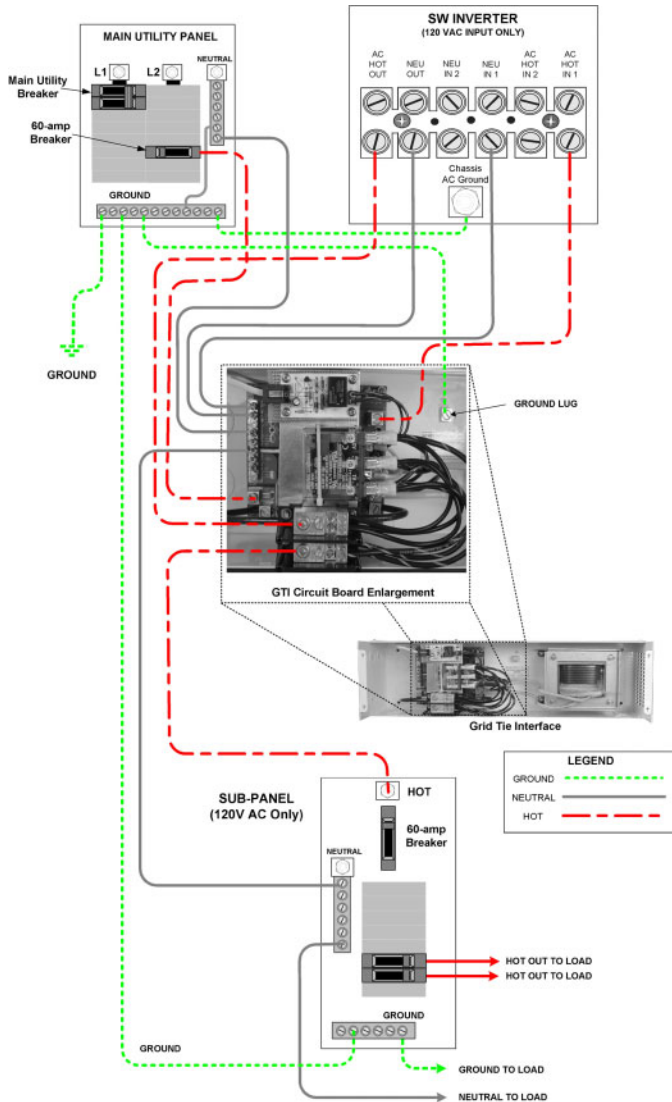 MAIN UTILITY PANEL
L1
L2
NEUTRAL
Main Utility
Breaker
60-amp
Breaker
GROUND
GROUND
SW INVERTER
(120 VAC INPUT ONLY)
AC
HOT
OUT
NEU
OUT
NEU
IN 2
NEU
IN 1
AC
HOT
IN 2
AC
HOT
IN 1
Chassis
AC Ground
GROUND LUG
GTI Circuit Board Enlargement
Grid Tie Interface
LEGEND
GROUND
NEUTRAL
HOT
SUB-PANEL
(120V AC Only)
HOT
60-amp
Breaker
NEUTRAL
HOT OUT TO LOAD
HOT OUT TO LOAD
GROUND
GROUND
GROUND TO LOAD
NEUTRAL TO LOAD